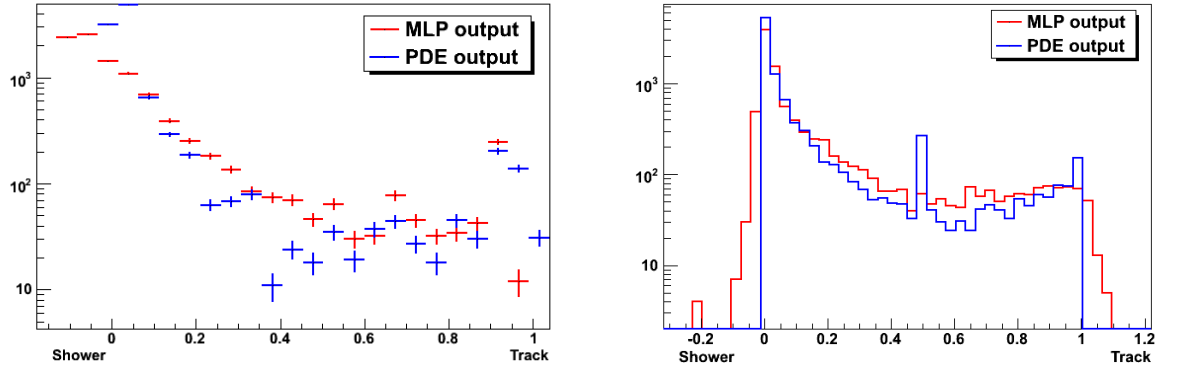 MLP output
PDE output
10³
10²
10
0 0.2 0.4 0.6 0.8 1
Shower Track
MLP output
PDE output
10³
10²
10
-0.2 0 0.2 0.4 0.6 0.8 1 1.2
Shower Track